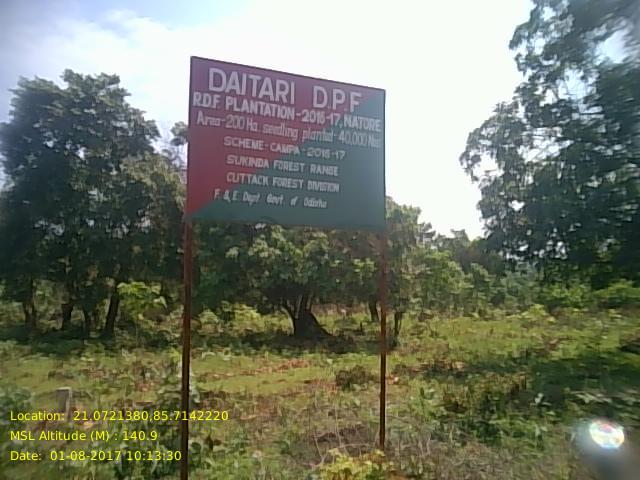 DAITARI D.P.F
R.D.F. PLANTATION-2016-17, NATORE
Area-200 Ha. seedling planted-40,000 Nos
SCHEME-CAMPA-2016-17
SUKINDA FOREST RANGE
CUTTACK FOREST DIVISION
F. & E. Dept. Govt. of Odisha
Location: 21.0721380,85.7142220
MSL Altitude (M) : 140.9
Date: 01-08-2017 10:13:30